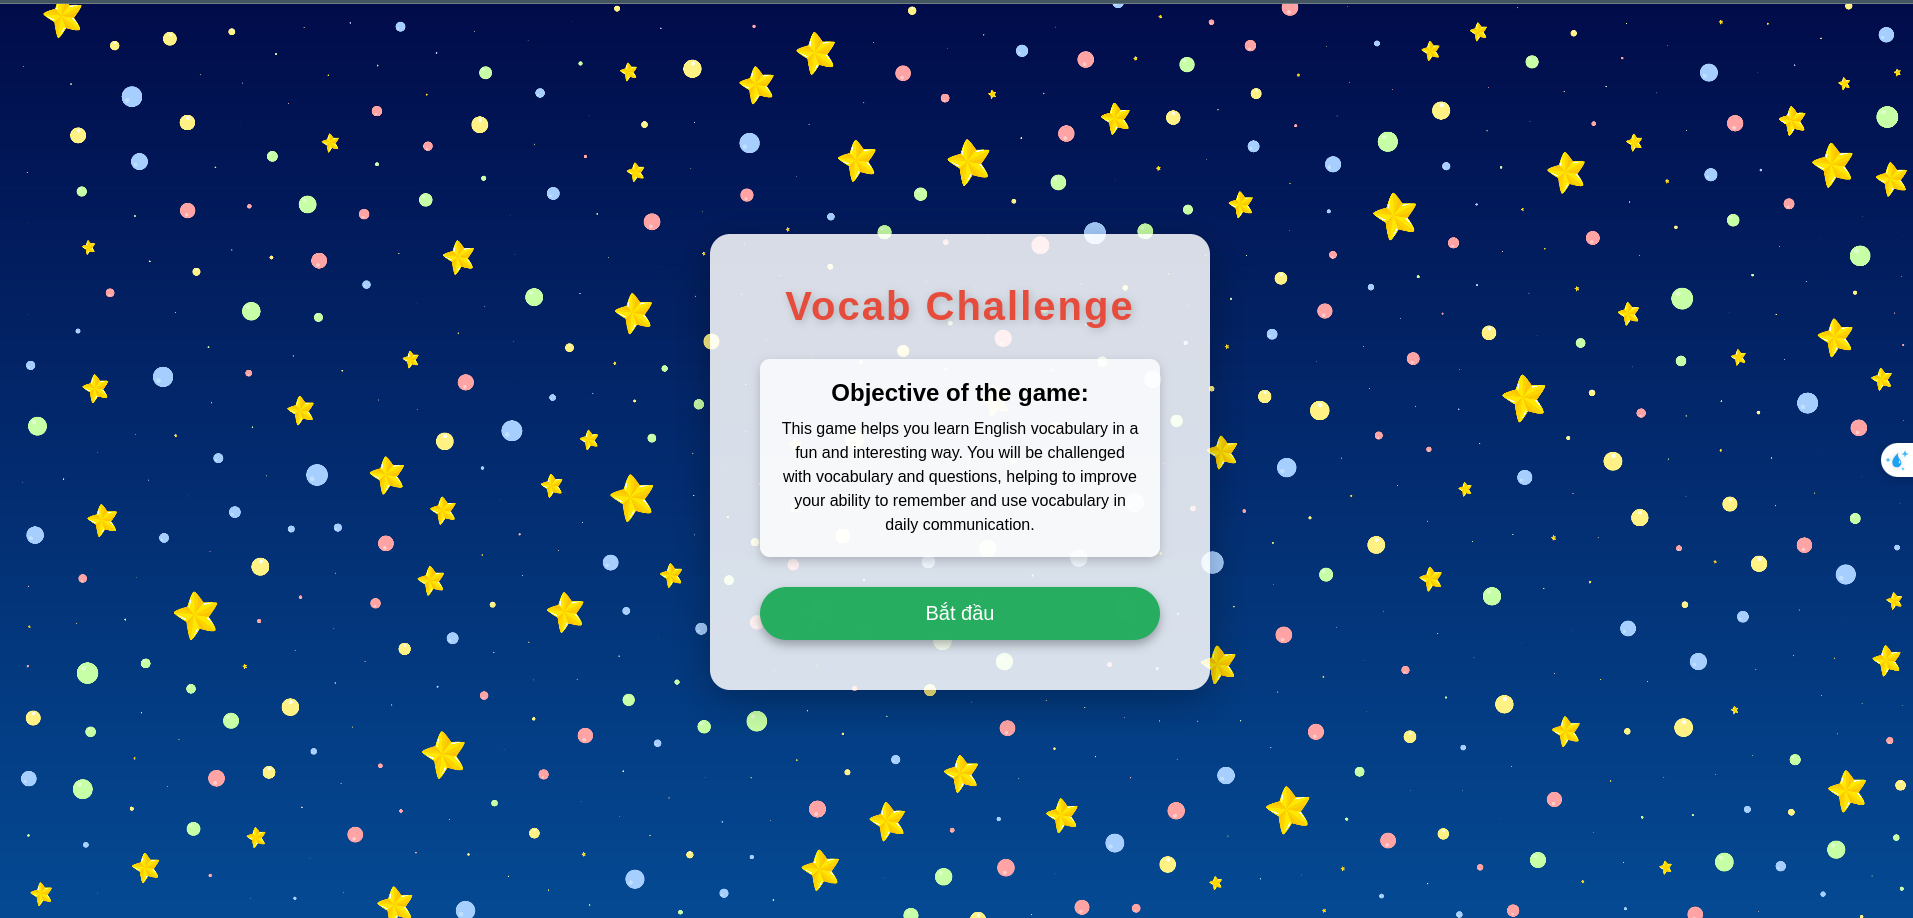 Vocab Challenge
Objective of the game:
This game helps you learn English vocabulary in a
fun and interesting way. You will be challenged
with vocabulary and questions, helping to improve
your ability to remember and use vocabulary in
daily communication.
Bắt đầu